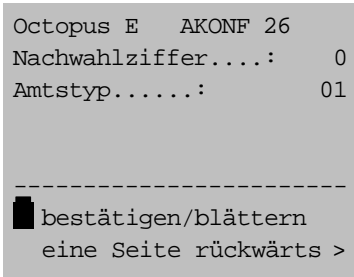 Octopus E   AKONF 26
Nachwahlziffer....:    0
Amtstyp......:        01
------------------------
bestätigen/blättern
eine Seite rückwärts >